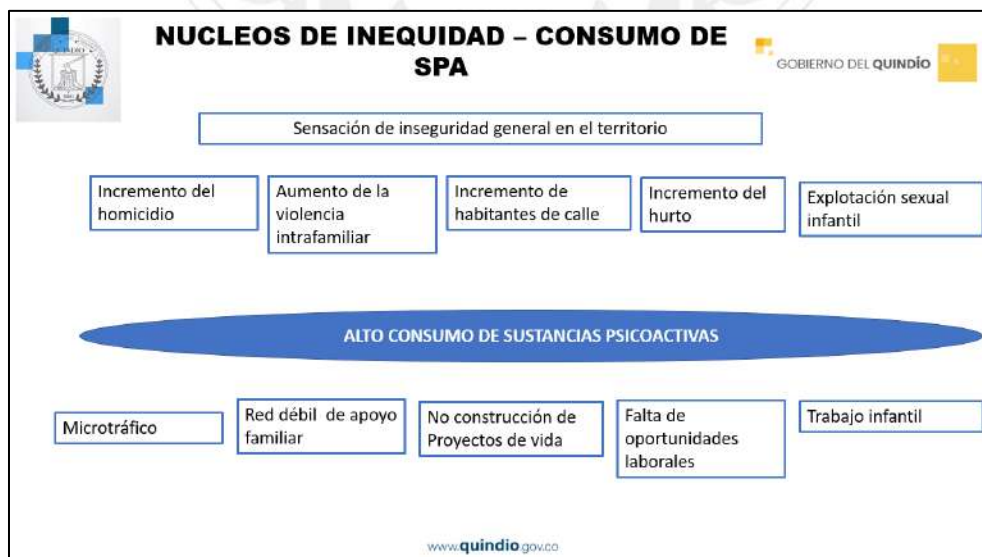 NUCLEOS DE INEQUIDAD – CONSUMO DE
SPA
QUINDIO
GOBIERNO DEL QUINDÍO
Sensación de inseguridad general en el territorio
Incremento del
homicidio
Aumento de la
violencia
intrafamiliar
Incremento de
habitantes de calle
Incremento del
hurto
Explotación sexual
infantil
ALTO CONSUMO DE SUSTANCIAS PSICOACTIVAS
Microtráfico
Red débil de apoyo
familiar
No construcción de
Proyectos de vida
Falta de
oportunidades
laborales
Trabajo infantil
www.quindio.gov.co